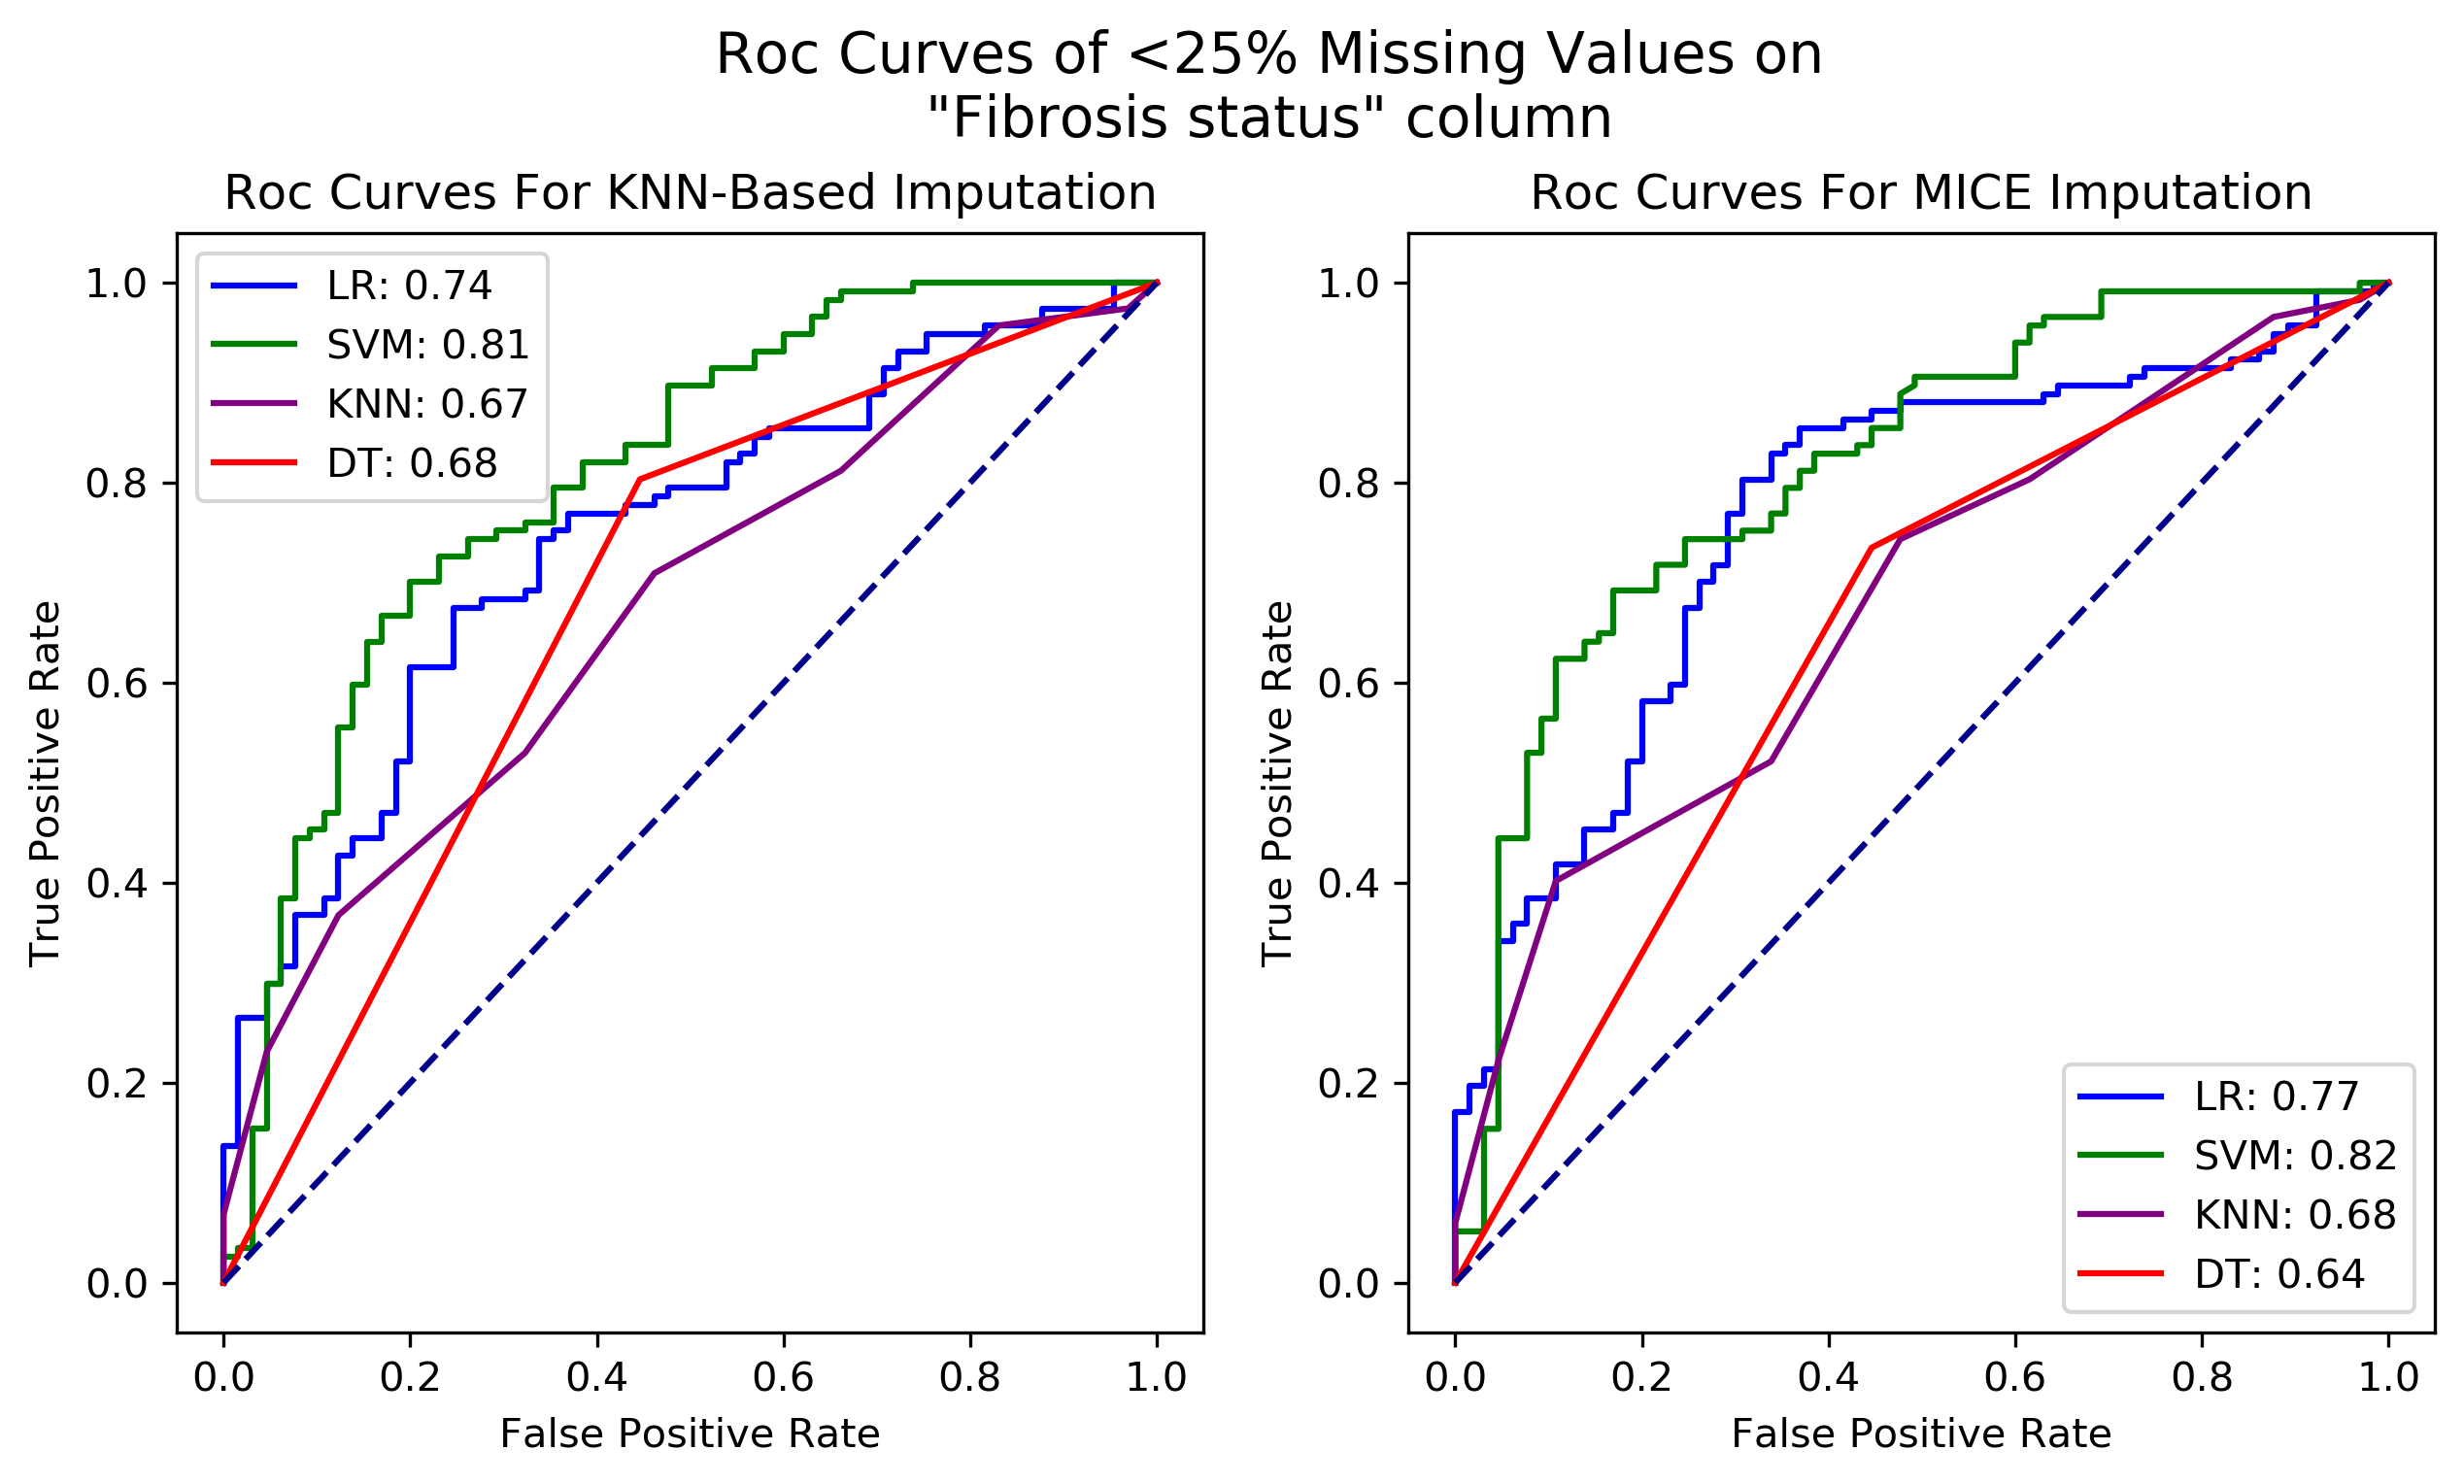 Roc Curves of <25% Missing Values on
"Fibrosis status" column
Roc Curves For KNN-Based Imputation
LR: 0.74
SVM: 0.81
KNN: 0.67
DT: 0.68
True Positive Rate
1.0
0.8
0.6
0.4
0.2
0.0
0.0 0.2 0.4 0.6 0.8 1.0
False Positive Rate
Roc Curves For MICE Imputation
True Positive Rate
1.0
0.8
0.6
0.4
0.2
0.0
LR: 0.77
SVM: 0.82
KNN: 0.68
DT: 0.64
0.0 0.2 0.4 0.6 0.8 1.0
False Positive Rate